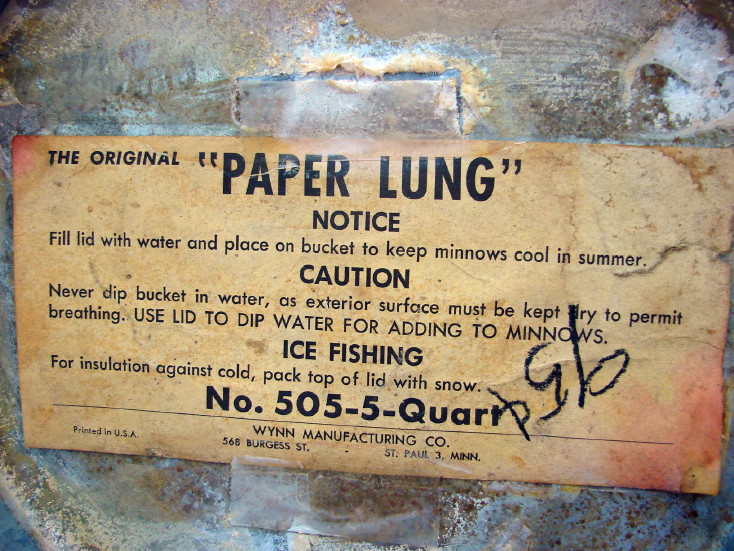 THE ORIGINAL "PAPER LUNG"
NOTICE
Fill lid with water and place on bucket to keep minnows cool in summer.
CAUTION
Never dip bucket in water, as exterior surface must be kept dry to permit
breathing. USE LID TO DIP WATER FOR ADDING TO MINNOWS.
ICE FISHING
For insulation against cold, pack top of lid with snow.
No. 505-5-Quart
WYNN MANUFACTURING CO.
Printed in U.S.A.
568 BURGESS ST. - ST. PAUL 3, MINN.